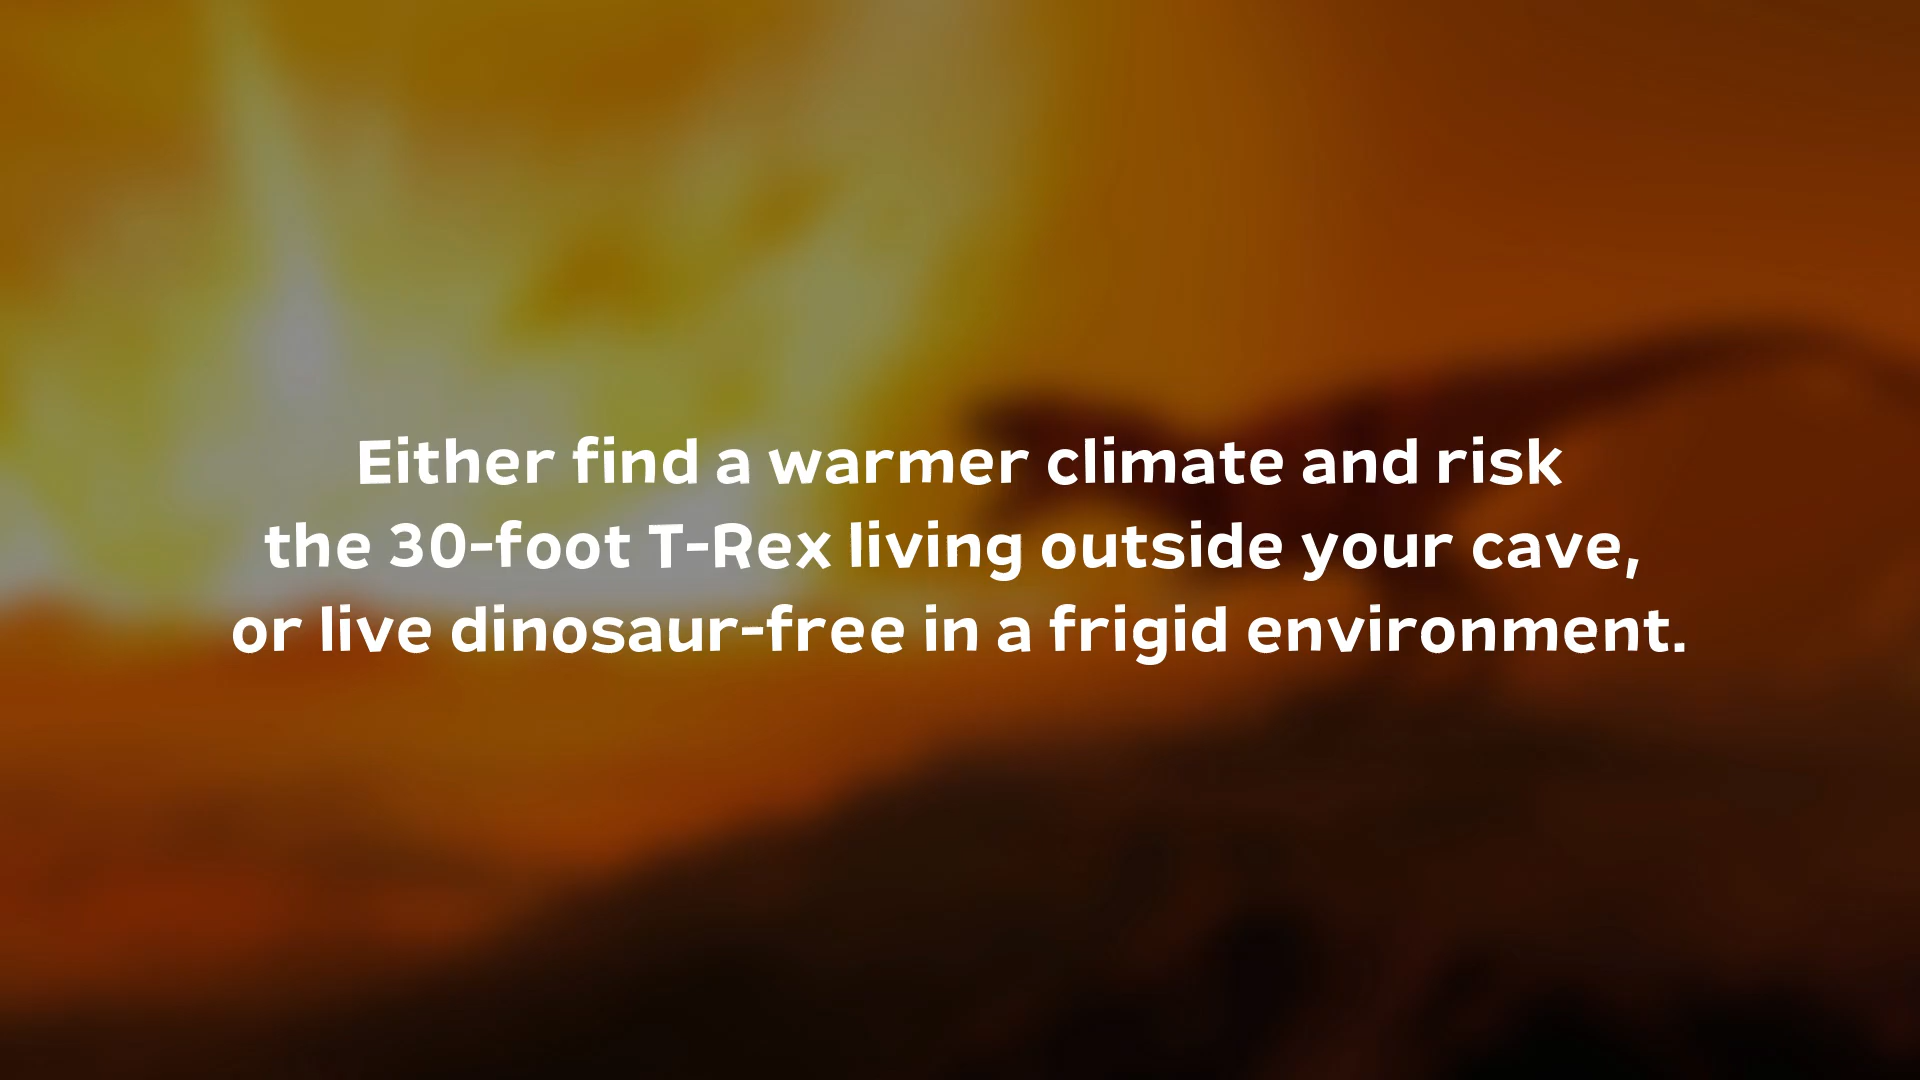 Either find a warmer climate and risk
the 30-foot T-Rex living outside your cave,
or live dinosaur-free in a frigid environment.